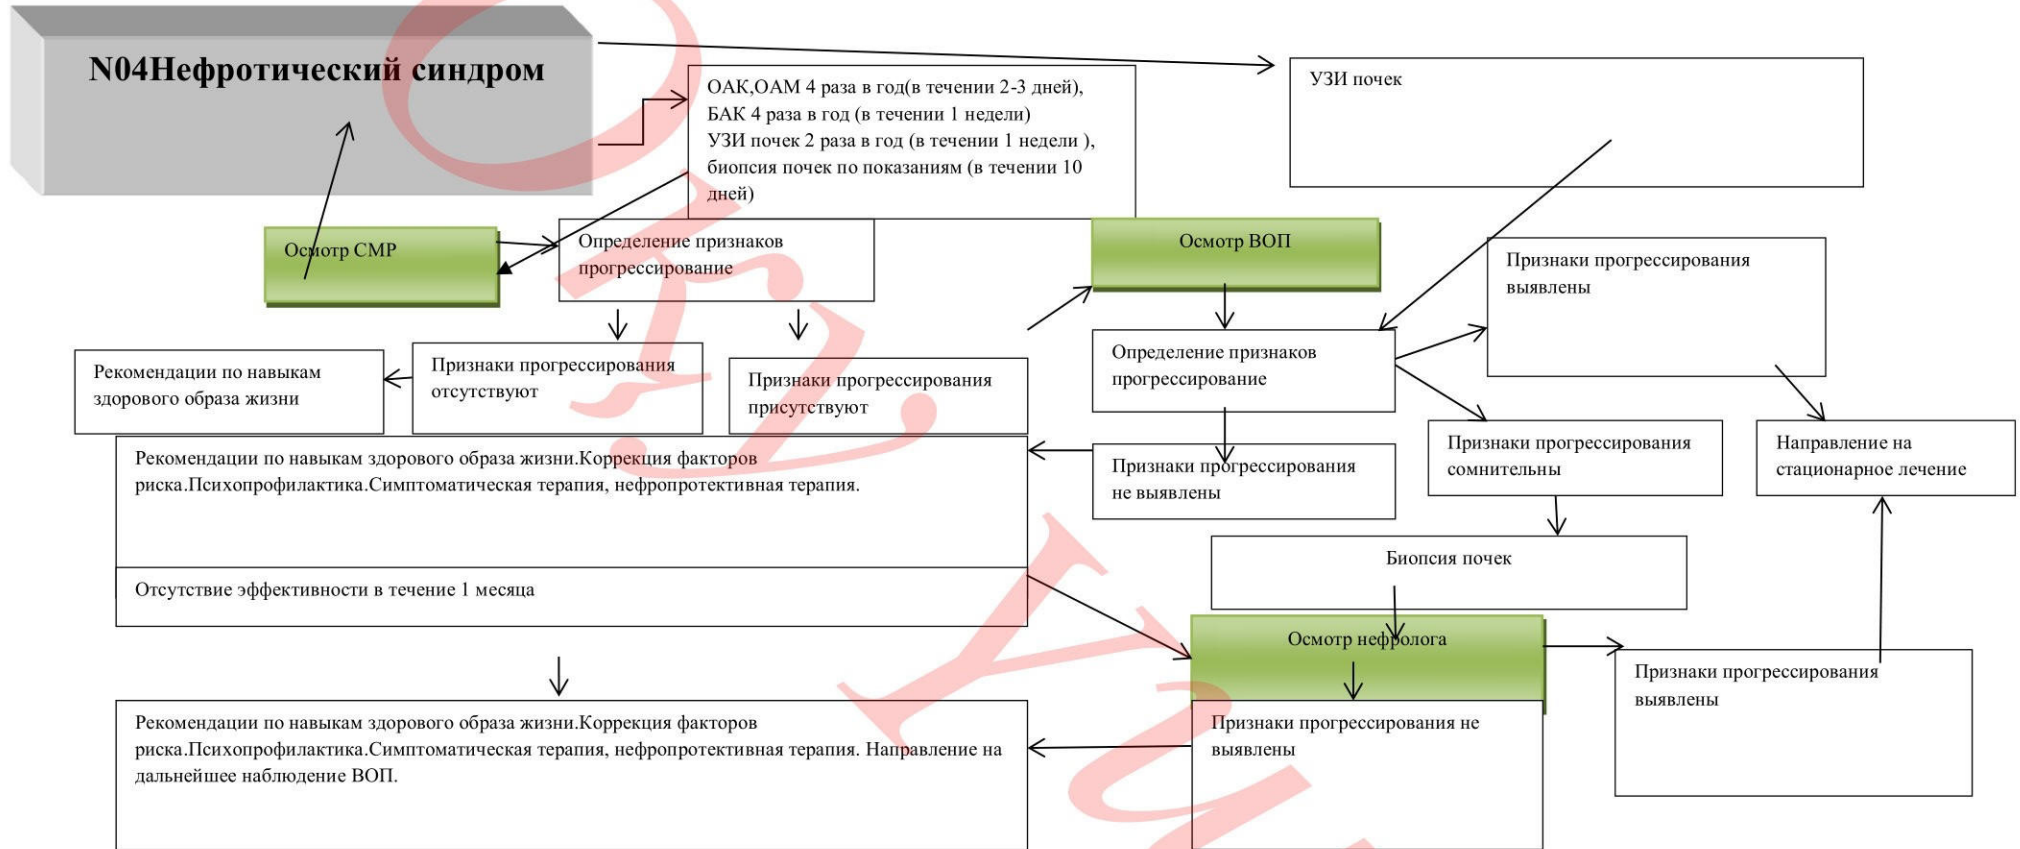 N04Нефротический синдром
УЗИ почек
ОАК,ОАМ 4 раза в год(в течении 2-3 дней),
БАК 4 раза в год (в течении 1 недели)
УЗИ почек 2 раза в год (в течении 1 недели ),
биопсия почек по показаниям (в течении 10
дней)
Осмотр СМР
Определение признаков
прогрессирование
Осмотр ВОП
Признаки прогрессирования
выявлены
Рекомендации по навыкам
здорового образа жизни
Признаки прогрессирования
отсутствуют
Признаки прогрессирования
присутствуют
Определение признаков
прогрессирование
Рекомендации по навыкам здорового образа жизни.Коррекция факторов
риска.Психопрофилактика.Симптоматическая терапия, нефропротективная терапия.
Признаки прогрессирования
не выявлены
Признаки прогрессирования
сомнительны
Направление на
стационарное лечение
Биопсия почек
Отсутствие эффективности в течение 1 месяца
Осмотр нефролога
Признаки прогрессирования
выявлены
Рекомендации по навыкам здорового образа жизни.Коррекция факторов
риска.Психопрофилактика.Симптоматическая терапия, нефропротективная терапия. Направление на
дальнейшее наблюдение ВОП.
Признаки прогрессирования не
выявлены